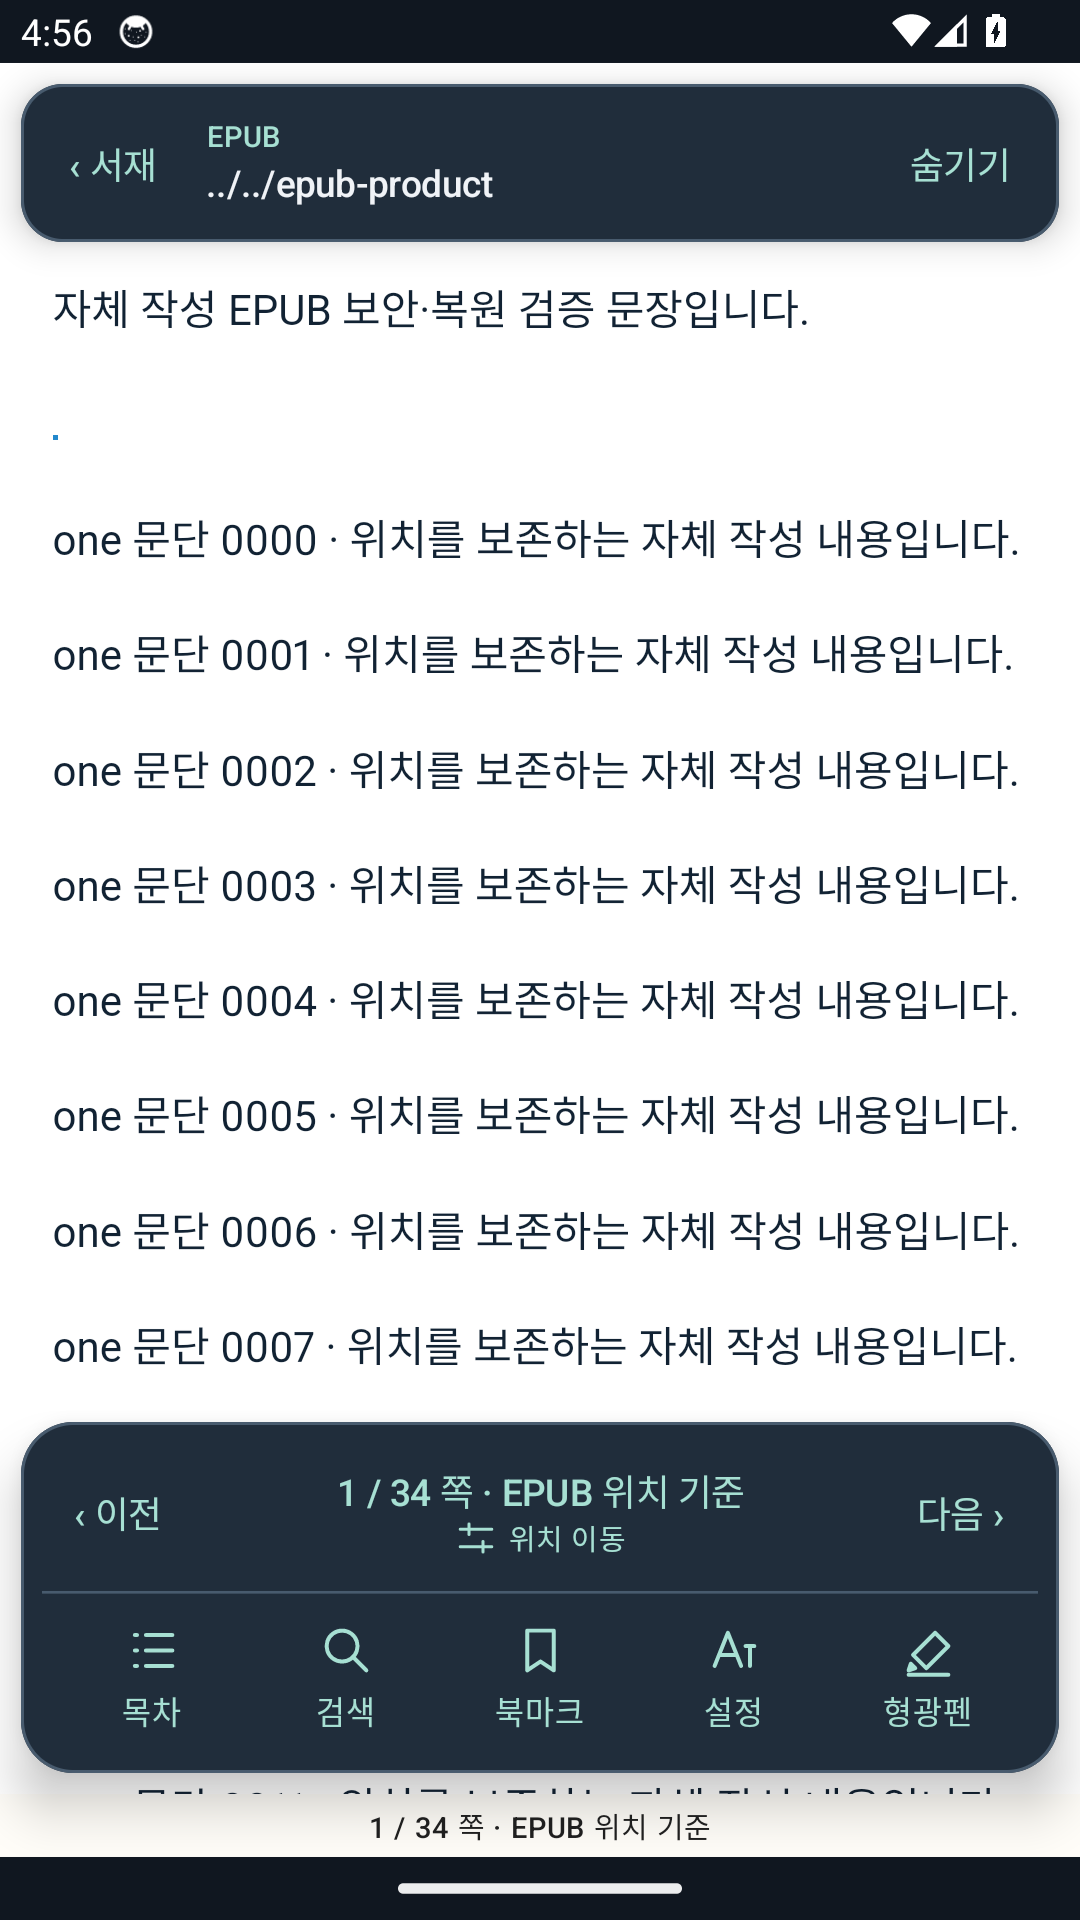 4:56
‹ 서재
EPUB
../../epub-product
숨기기
자체 작성 EPUB 보안·복원 검증 문장입니다.
one 문단 0000 · 위치를 보존하는 자체 작성 내용입니다.
one 문단 0001 · 위치를 보존하는 자체 작성 내용입니다.
one 문단 0002 · 위치를 보존하는 자체 작성 내용입니다.
one 문단 0003 · 위치를 보존하는 자체 작성 내용입니다.
one 문단 0004 · 위치를 보존하는 자체 작성 내용입니다.
one 문단 0005 · 위치를 보존하는 자체 작성 내용입니다.
one 문단 0006 · 위치를 보존하는 자체 작성 내용입니다.
one 문단 0007 · 위치를 보존하는 자체 작성 내용입니다.
‹ 이전
1 / 34 쪽 · EPUB 위치 기준
위치 이동
다음 ›
목차
검색
북마크
설정
형광펜
1 / 34 쪽 · EPUB 위치 기준